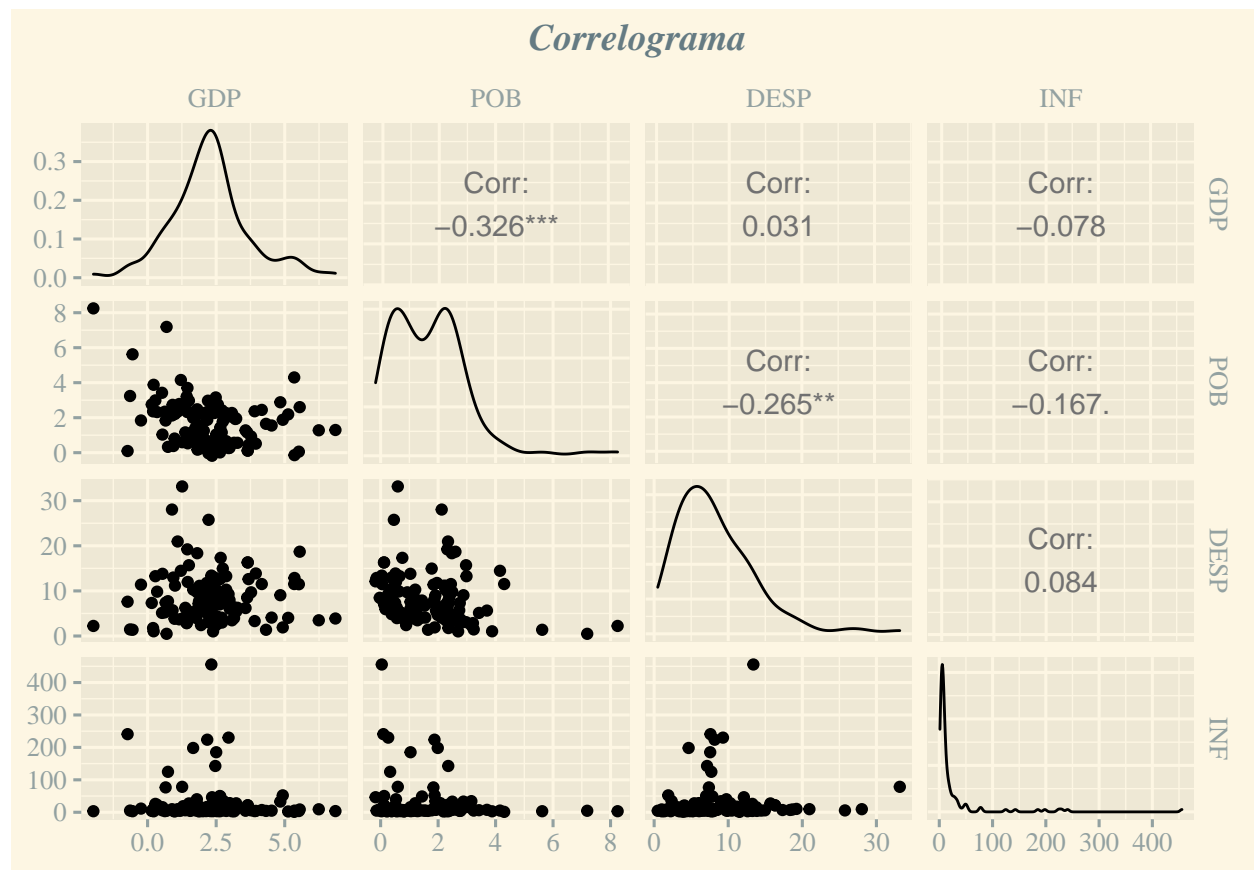 Correlograma
GDP POB DESP INF
0.3
0.2
0.1
0.0
Corr:
−0.326***
Corr:
0.031
Corr:
−0.078
GDP
8
6
4
2
0
Corr:
−0.265**
Corr:
−0.167.
POB
30
20
10
0
Corr:
0.084
DESP
400
300
200
100
0
INF
0.0 2.5 5.0
0 2 4 6 8
0 10 20 30
0 100 200 300 400